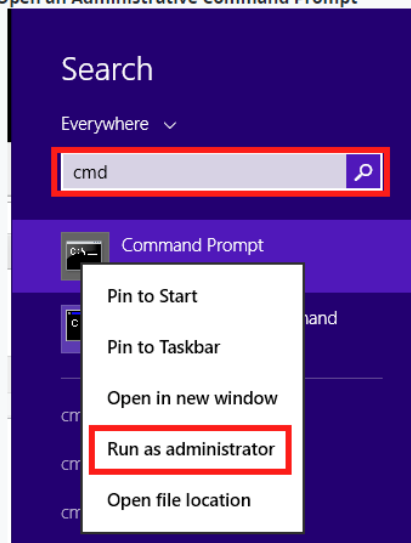 Open an Administrative Command Prompt
Search
Everywhere
cmd
Command Prompt
Pin to Start
Pin to Taskbar
Open in new window
Run as administrator
Open file location